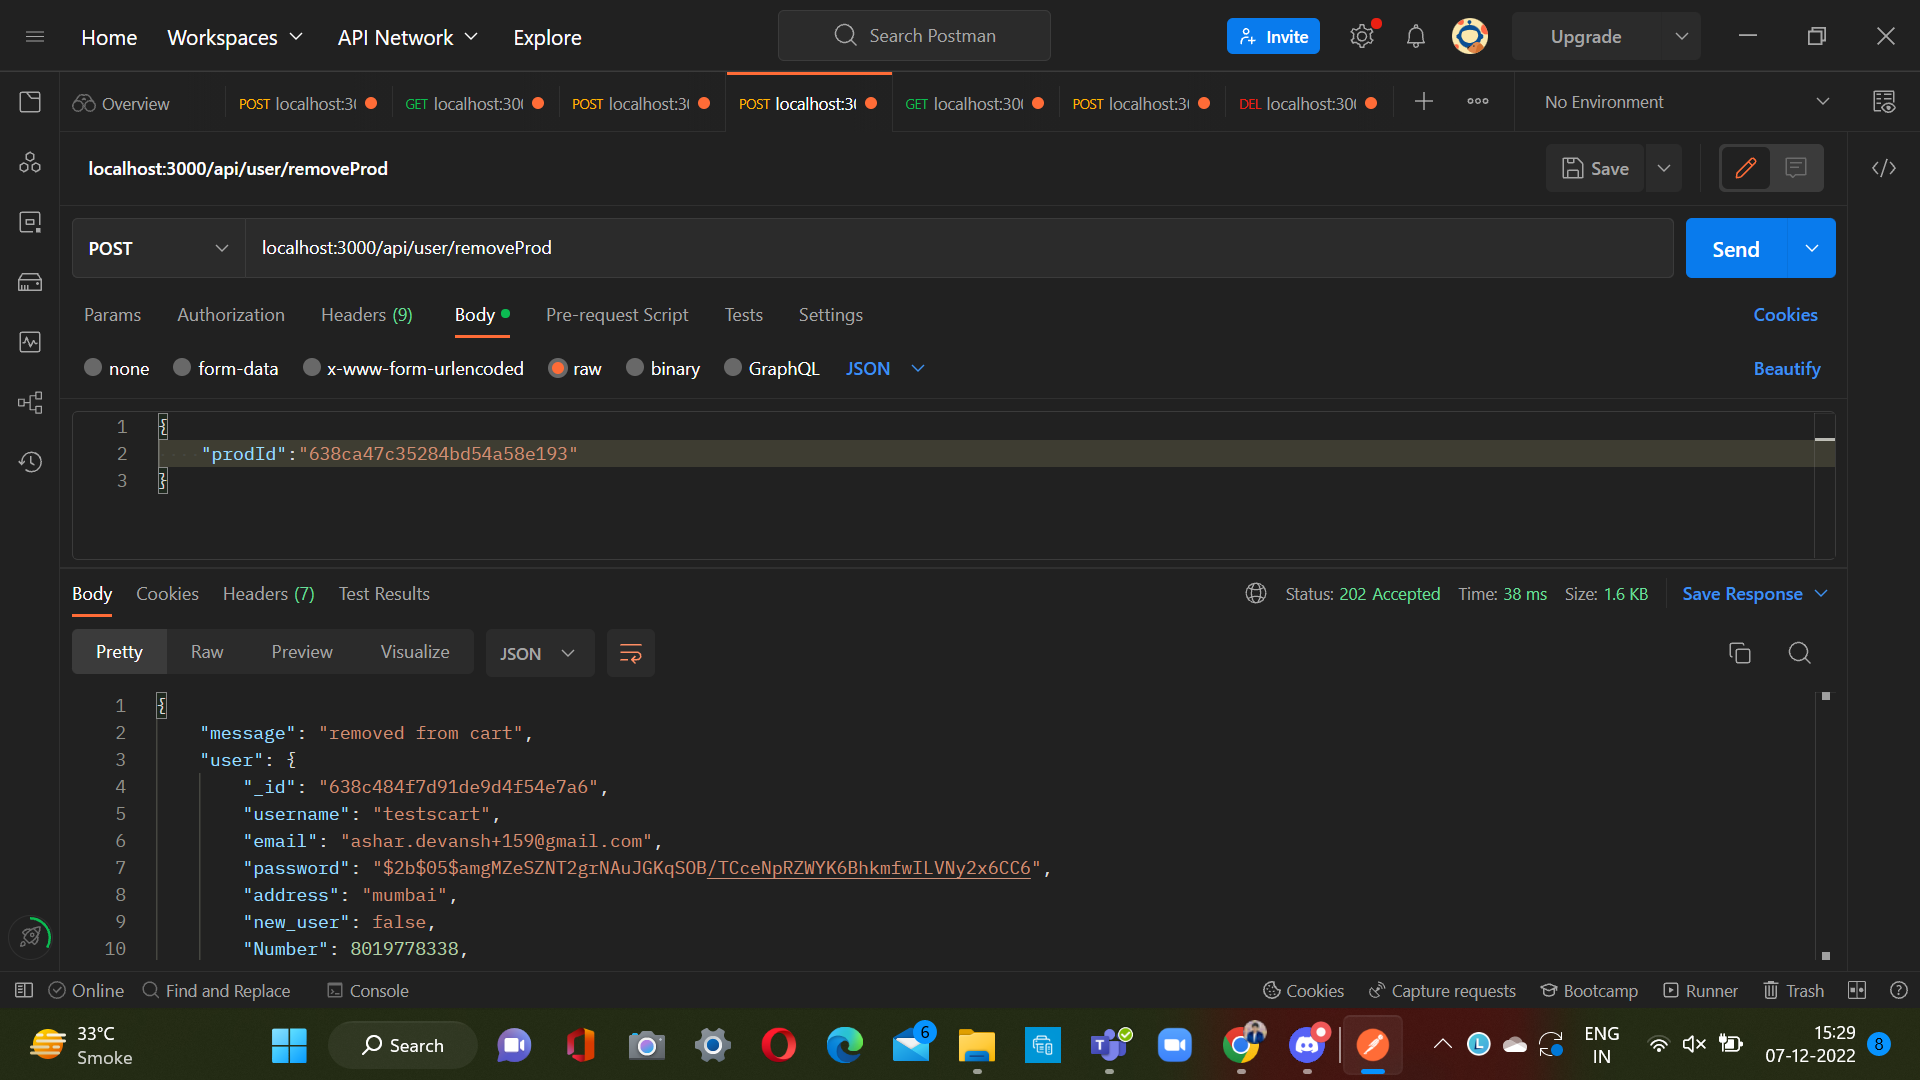 Home Workspaces API Network Explore Search Postman Invite Upgrade
Overview POST localhost:3( GET localhost:30( POST localhost:3( POST localhost:3( GET localhost:30( POST localhost:3( DEL localhost:30( No Environment
localhost:3000/api/user/removeProd Save
POST localhost:3000/api/user/removeProd Send
Params Authorization Headers (9) Body Pre-request Script Tests Settings Cookies
none form-data x-www-form-urlencoded raw binary GraphQL JSON Beautify
1 {
2 "prodId":"638ca47c35284bd54a58e193"
3 }
Body Cookies Headers (7) Test Results Status: 202 Accepted Time: 38 ms Size: 1.6 KB Save Response
Pretty Raw Preview Visualize JSON
1 {
2 "message": "removed from cart",
3 "user": {
4 "_id": "638c484f7d91de9d4f54e7a6",
5 "username": "testscart",
6 "email": "ashar.devansh+159@gmail.com",
7 "password": "$2b$05$amgMZeSZNT2grNAuJGKqSOB/TCceNpRZWYK6BhkmfwILVNy2x6CC6",
8 "address": "mumbai",
9 "new_user": false,
10 "Number": 8019778338,
Online Find and Replace Console Cookies Capture requests Bootcamp Runner Trash
33°C
Smoke
Search
6
L
ENG
IN
15:29
07-12-2022
8